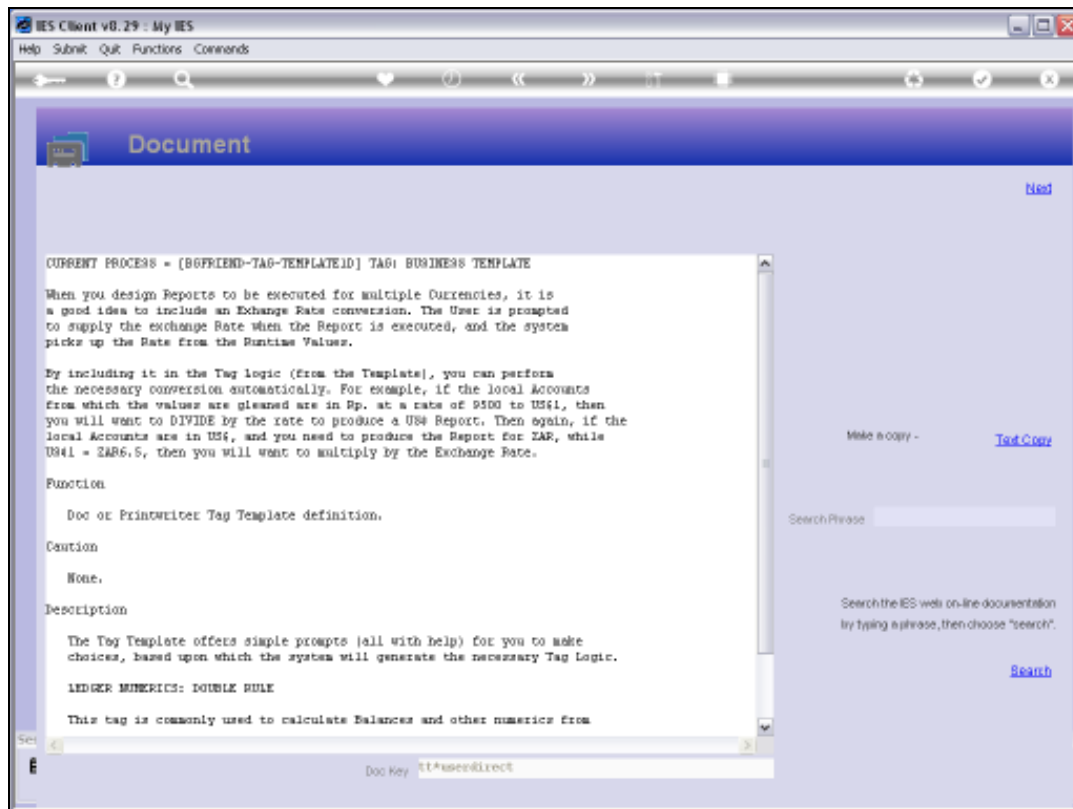 IES Client v8.29 : My IES
Help Submit Quit Functions Commands
Document
Next
CURRENT PROCESS = [BGFRIEND-TAG-TEMPLATE1D] TAG: BUSINESS TEMPLATE
When you design Reports to be executed for multiple Currencies, it is
a good idea to include an Exhange Rate conversion. The User is prompted
to supply the exchange Rate when the Report is executed, and the system
picks up the Rate from the Runtime Values.
By including it in the Tag logic (from the Template), you can perform
the necessary conversion automatically. For example, if the local Accounts
from which the values are gleaned are in Rp. at a rate of 9500 to US$1, then
you will want to DIVIDE by the rate to produce a US$ Report. Then again, if the
local Accounts are in US$, and you need to produce the Report for ZAR, while
US$1 = ZAR6.5, then you will want to multiply by the Exchange Rate.
Function
Doc or Printwriter Tag Template definition.
Caution
None.
Description
The Tag Template offers simple prompts (all with help) for you to make
choices, based upon which the system will generate the necessary Tag Logic.
LEDGER NUMERICS: DOUBLE RULE
This tag is commonly used to calculate Balances and other numerics from
Make a copy -
Text Copy
Search Phrase
Search the IES web on-line documentation
by typing a phrase, then choose "search".
Search
Ses
Doc Key
tt*userdirect